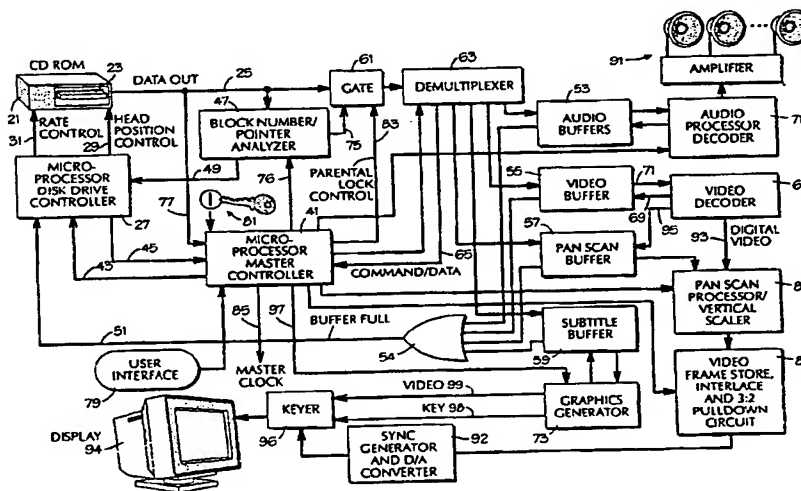 CD ROM
23
21
DATA OUT
25
RATE CONTROL
31
HEAD
POSITION
CONTROL
29
61
GATE
63
DEMULTIPLEXER
91
AMPLIFIER
47
BLOCK NUMBER/
POINTER
ANALYZER
75
83
53
AUDIO
BUFFERS
AUDIO
PROCESSOR
DECODER
MICRO-
PROCESSOR
DISK DRIVE
CONTROLLER
27
49
76
PARENTAL
LOCK
CONTROL
55
VIDEO
BUFFER
71
69
95
VIDEO
DECODER
77
81
41
MICRO-
PROCESSOR
MASTER
CONTROLLER
57
PAN SCAN
BUFFER
93
DIGITAL
VIDEO
45
43
65
COMMAND/DATA
PAN SCAN
PROCESSOR/
VERTICAL
SCALER
85
97
BUFFER FULL
51
54
SUBTITLE
BUFFER
59
USER
INTERFACE
79
MASTER
CLOCK
VIDEO 99
KEY 98
GRAPHICS
GENERATOR
73
VIDEO
FRAME STORE,
INTERLACE
AND 3:2
PULLDOWN
CIRCUIT
DISPLAY
94
KEYER
96
92
SYNC
GENERATOR
AND D/A
CONVERTER